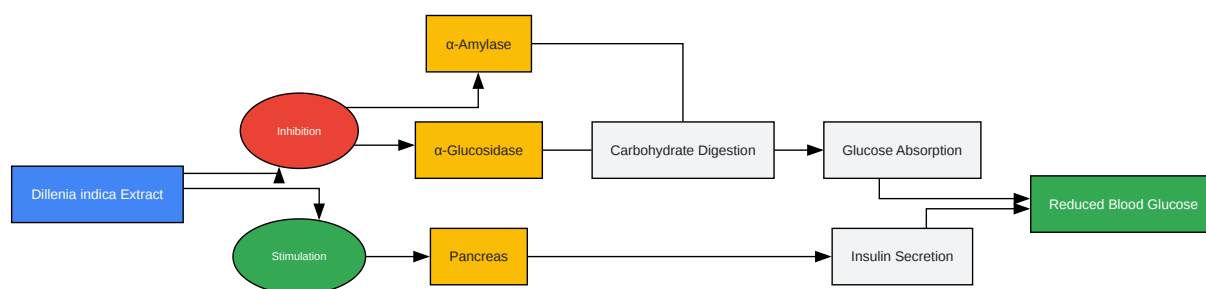 α-Amylase
Inhibition
α-Glucosidase
Carbohydrate Digestion
Glucose Absorption
Dillenia indica Extract
Reduced Blood Glucose
Stimulation
Pancreas
Insulin Secretion